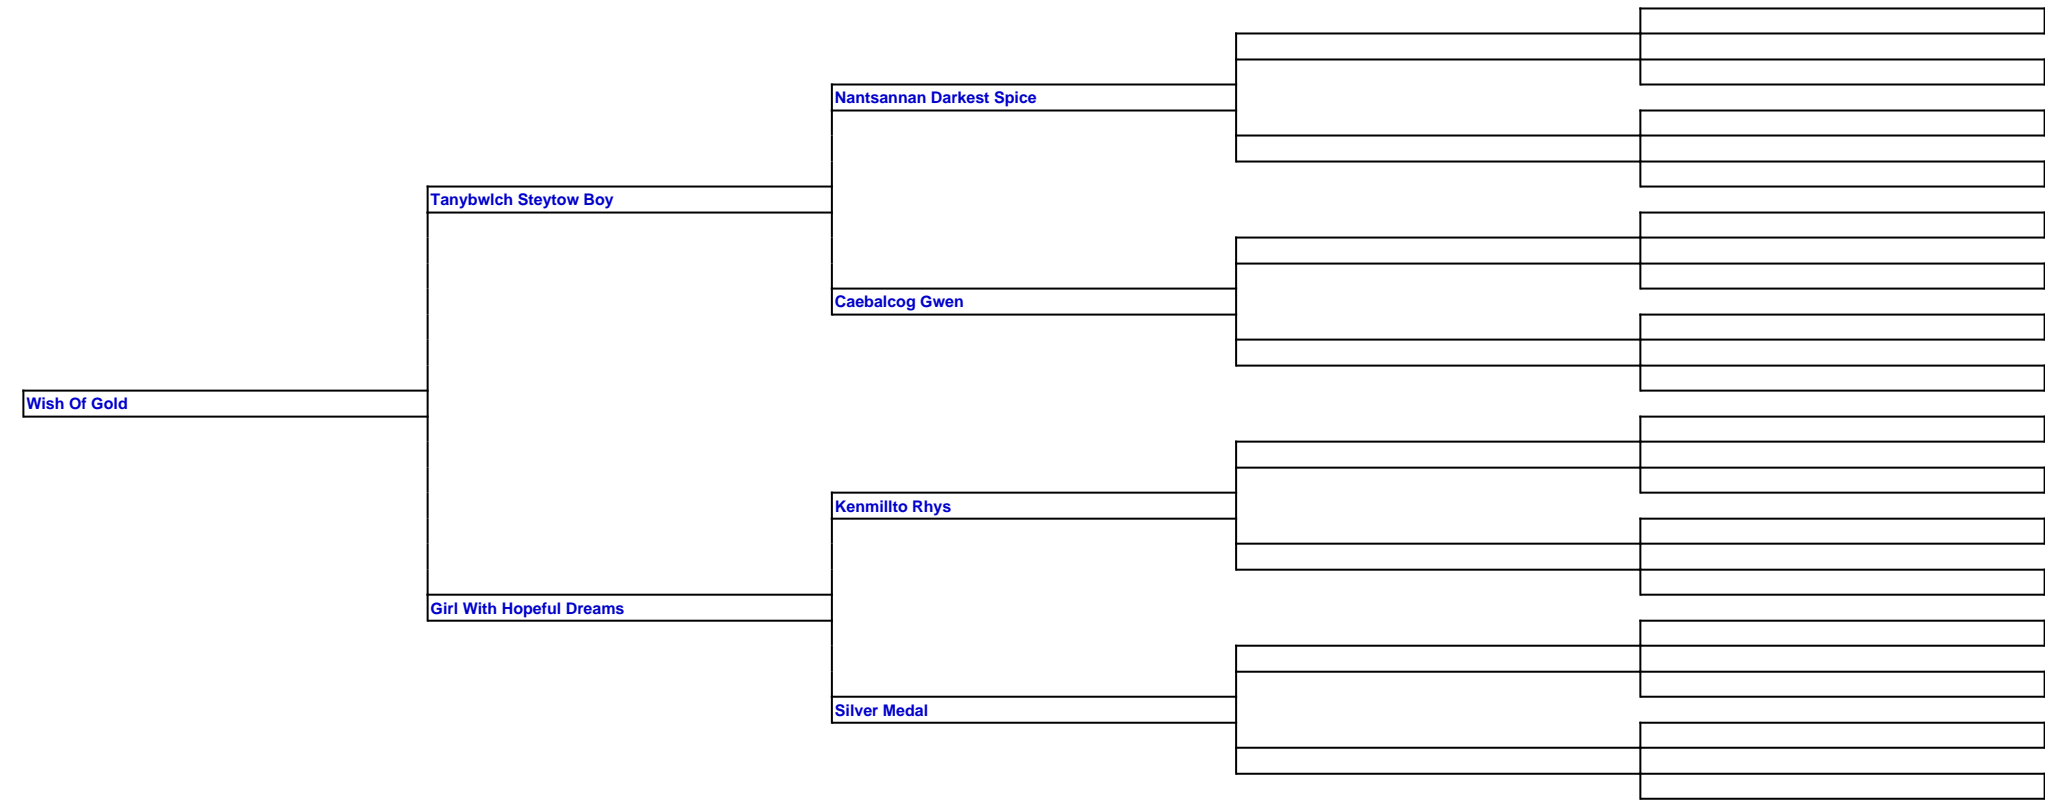 Nantsannan Darkest Spice
Tanybwlch Steytow Boy
Caebalcog Gwen
Wish Of Gold
Kenmillto Rhys
Girl With Hopeful Dreams
Silver Medal